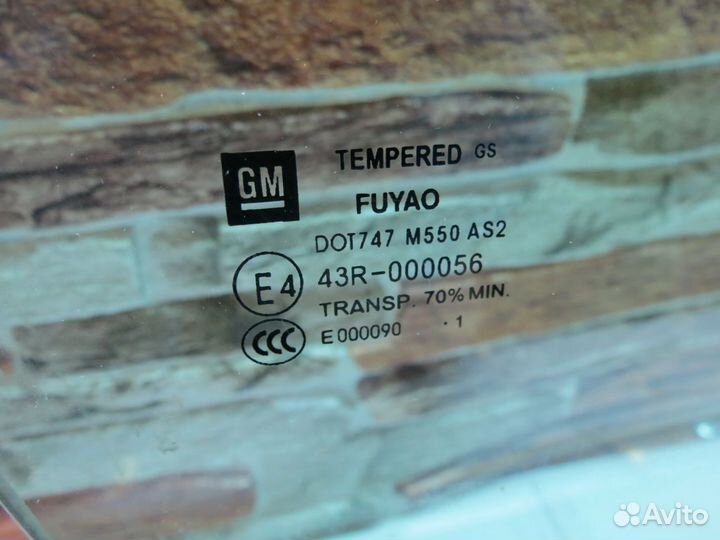 GM
TEMPERED GS
FUYAO
DOT747 M550 AS2
E4 43R-000056
TRANSP. 70% MIN.
CCC E000090 · 1
Avito